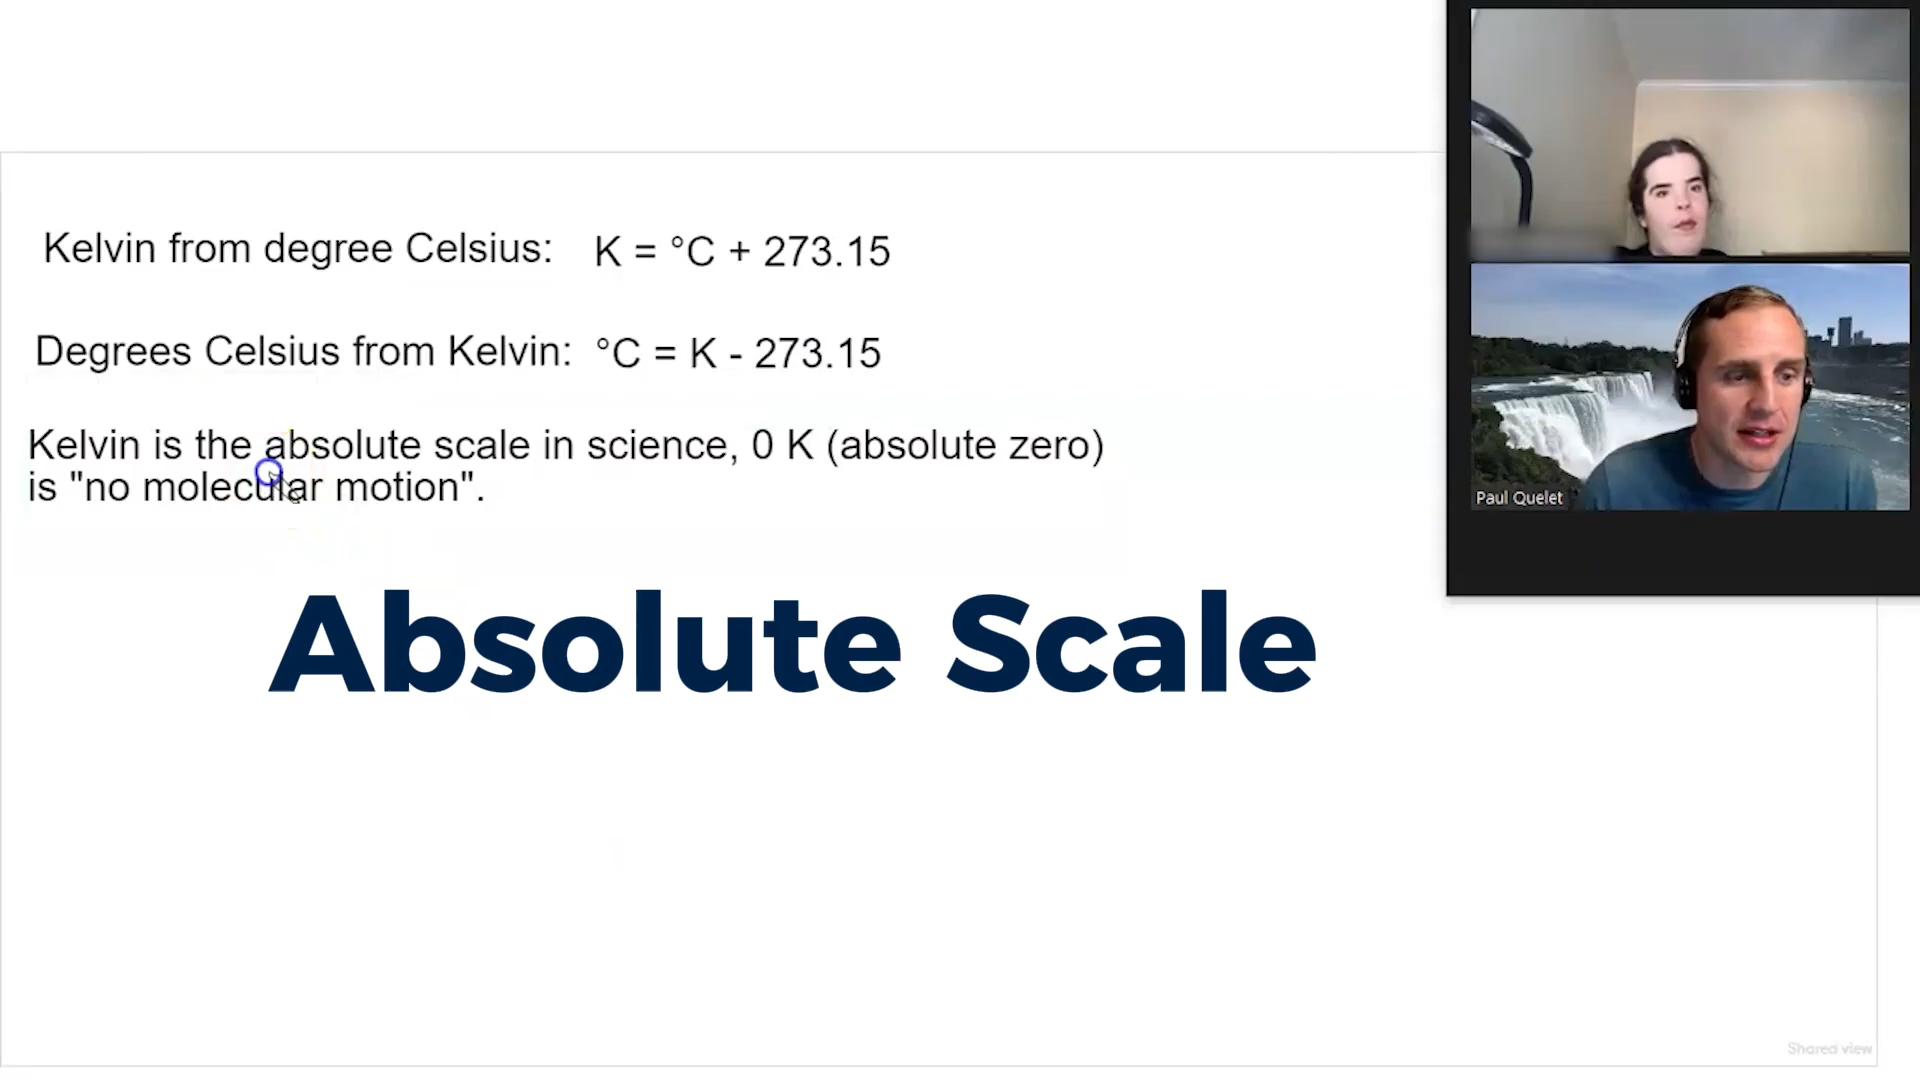 Kelvin from degree Celsius: K = °C + 273.15
Degrees Celsius from Kelvin: °C = K - 273.15
Kelvin is the absolute scale in science, 0 K (absolute zero)
is "no molecular motion".
Absolute Scale
Paul Quelet
Shared view